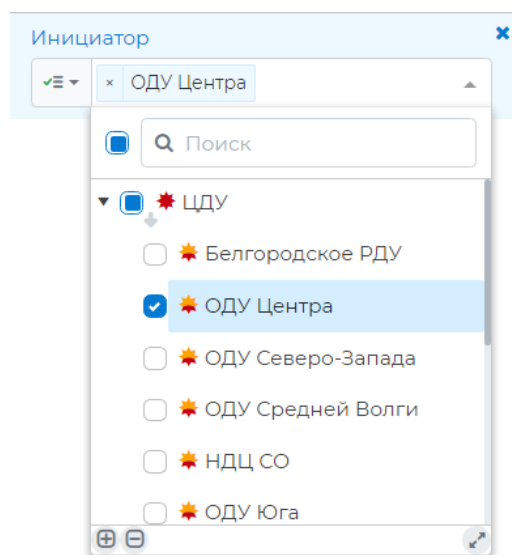 Инициатор
× ОДУ Центра
Поиск
ЦДУ
Белгородское РДУ
ОДУ Центра
ОДУ Северо-Запада
ОДУ Средней Волги
НДЦ СО
ОДУ Юга